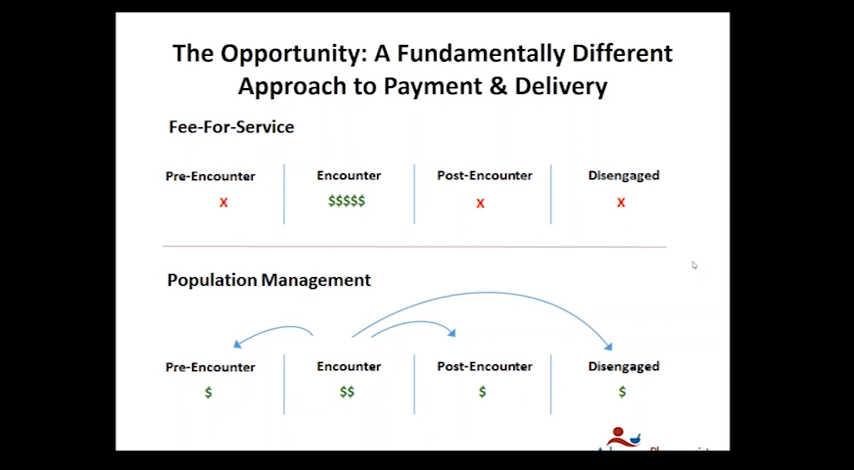 The Opportunity: A Fundamentally Different
Approach to Payment & Delivery
Fee-For-Service
Pre-Encounter Encounter Post-Encounter Disengaged
X $$$$$ X X
Population Management
Pre-Encounter Encounter Post-Encounter Disengaged
$ $$ $ $